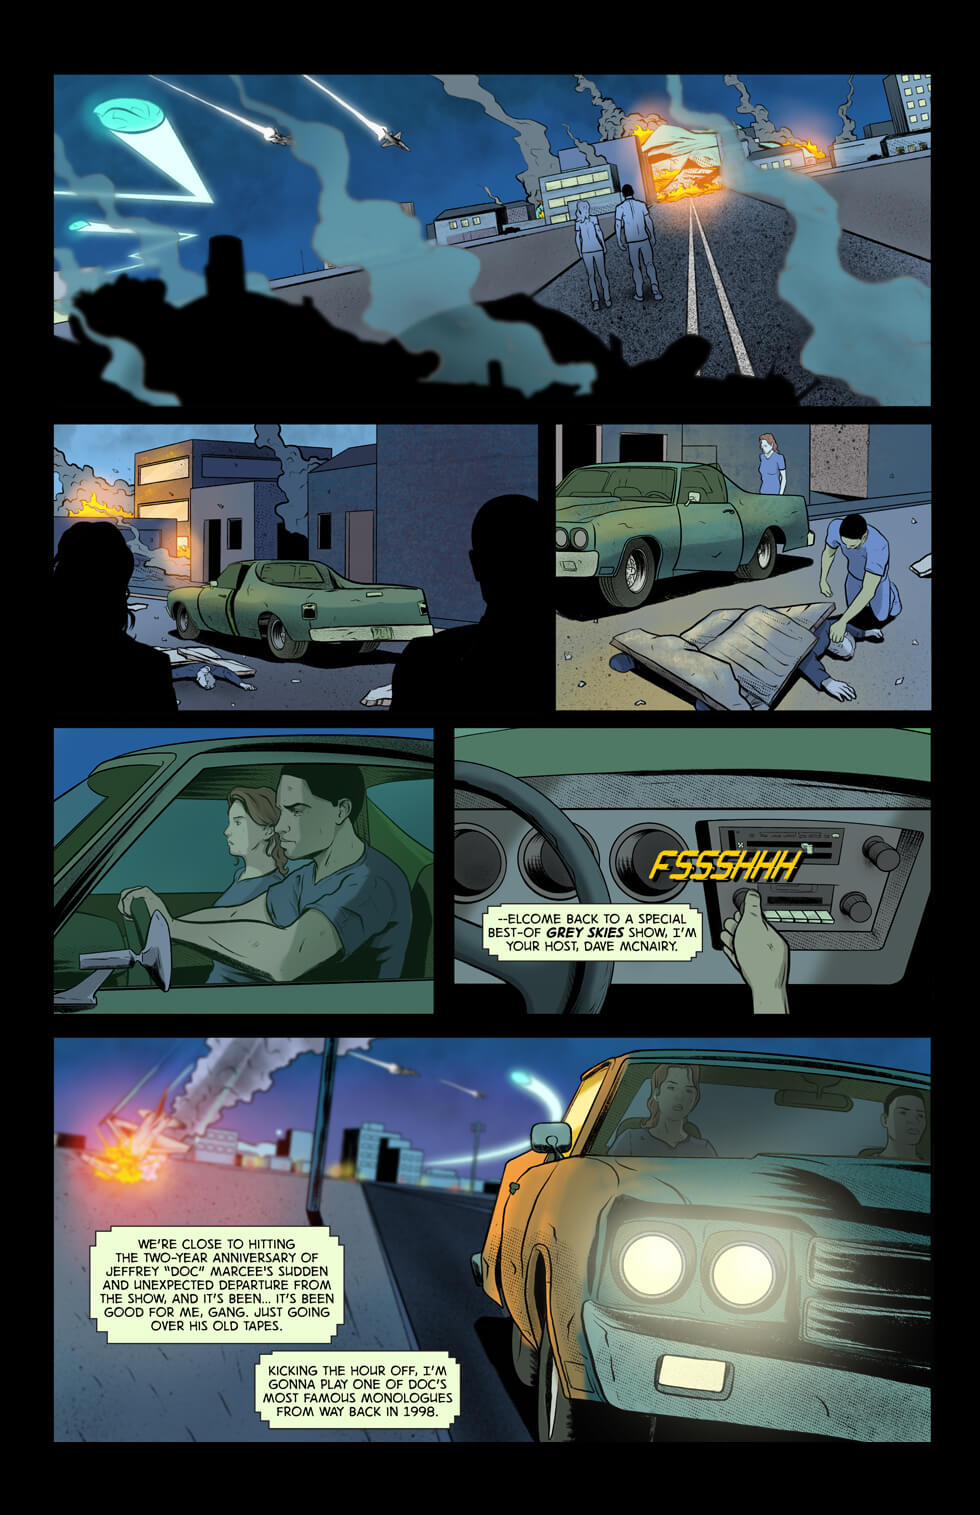 FSSSHHH
--ELCOME BACK TO A SPECIAL
BEST-OF GREY SKIES SHOW, I'M
YOUR HOST, DAVE MCNAIRY.
WE'RE CLOSE TO HITTING
THE TWO-YEAR ANNIVERSARY OF
JEFFREY "DOC" MARCEE'S SUDDEN
AND UNEXPECTED DEPARTURE FROM
THE SHOW, AND IT'S BEEN... IT'S BEEN
GOOD FOR ME, GANG. JUST GOING
OVER HIS OLD TAPES.
KICKING THE HOUR OFF, I'M
GONNA PLAY ONE OF DOC'S
MOST FAMOUS MONOLOGUES
FROM WAY BACK IN 1998.